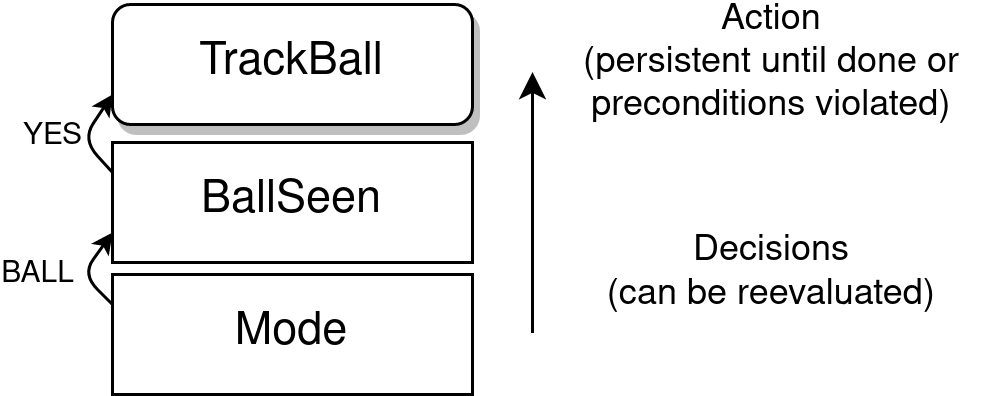 TrackBall
YES
BallSeen
BALL
Mode
Action
(persistent until done or
preconditions violated)
Decisions
(can be reevaluated)